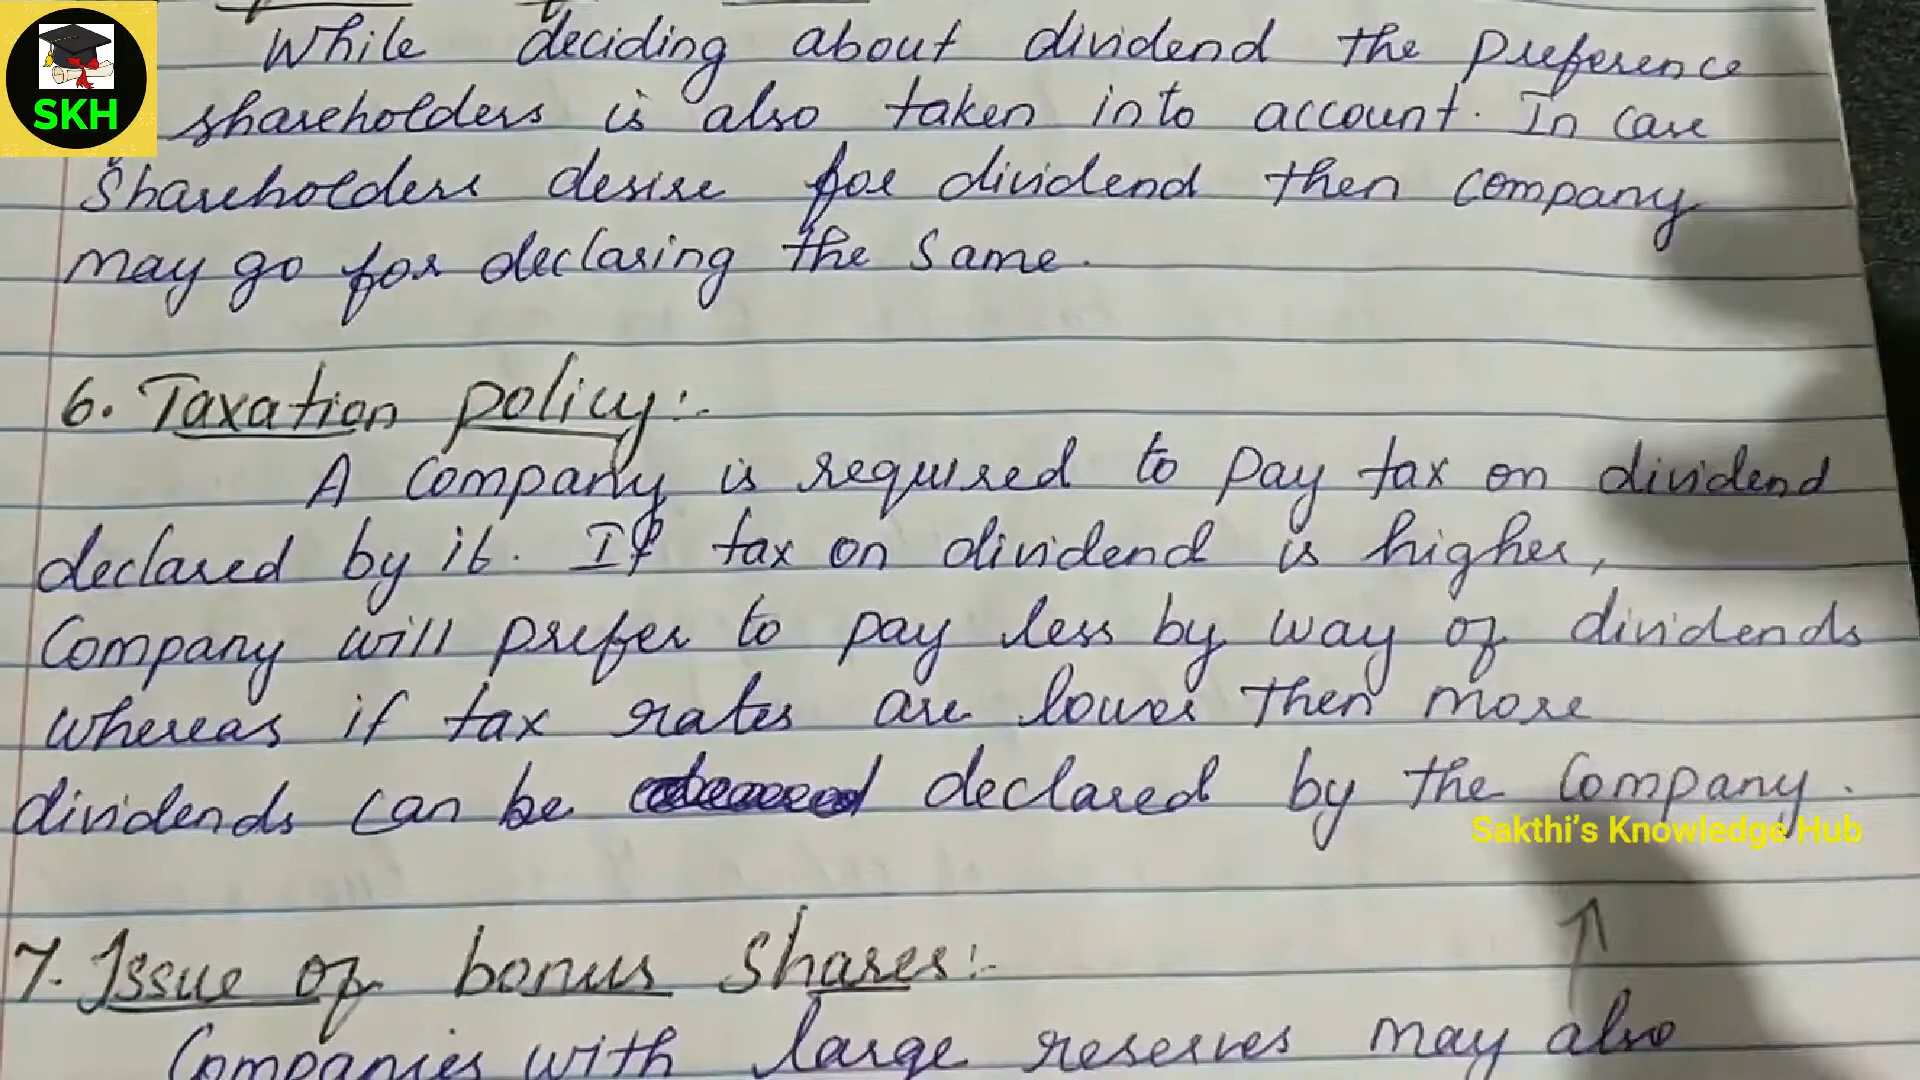 SKH
While deciding about dividend the preference
shareholders is also taken into account. In case
Shareholders desire for dividend then company
may go for declaring the same.
6. Taxation policy:-
A Company is required to pay tax on dividend
declared by it. If tax on dividend is higher,
Company will prefer to pay less by way of dividends
whereas if tax rates are lower then more
dividends can be declared by the Company.
Sakthi's Knowledge Hub
7. Issue of bonus Shares:-
Companies with large reserves may also